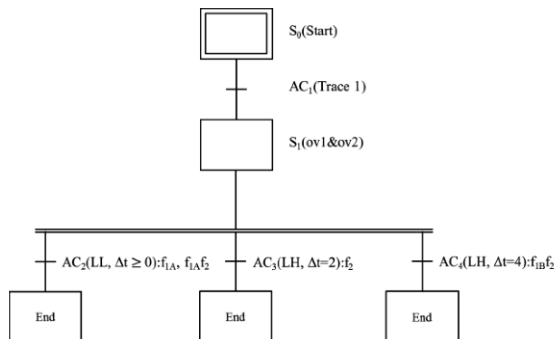 S₀(Start)
AC₁(Trace 1)
S₁(ov1&ov2)
AC₂(LL, Δt ≥ 0):f₁A, f₁Af₂
AC₃(LH, Δt=2):f₂
AC₄(LH, Δt=4):f₁Bf₂
End
End
End